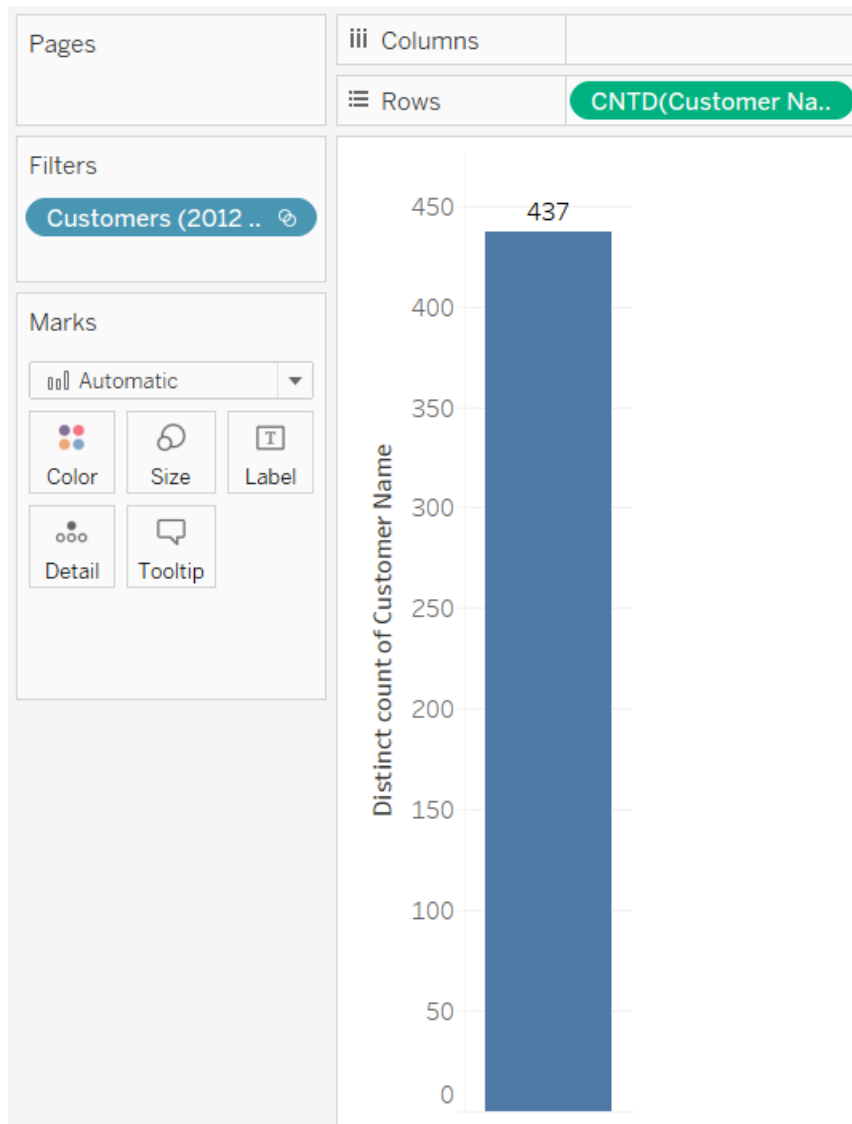 Pages
Columns
Rows
CNTD(Customer Na..
Filters
Customers (2012 ..
Marks
Automatic
Color
Size
T
Label
Detail
Tooltip
Distinct count of Customer Name
450
400
350
300
250
200
150
100
50
0
437